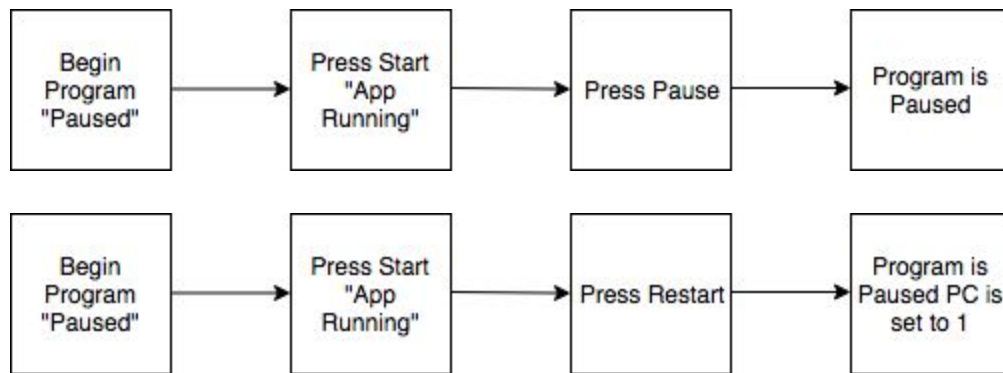 Begin
Program
"Paused"
Press Start
"App
Running"
Press Pause
Program is
Paused
Begin
Program
"Paused"
Press Start
"App
Running"
Press Restart
Program is
Paused PC is
set to 1